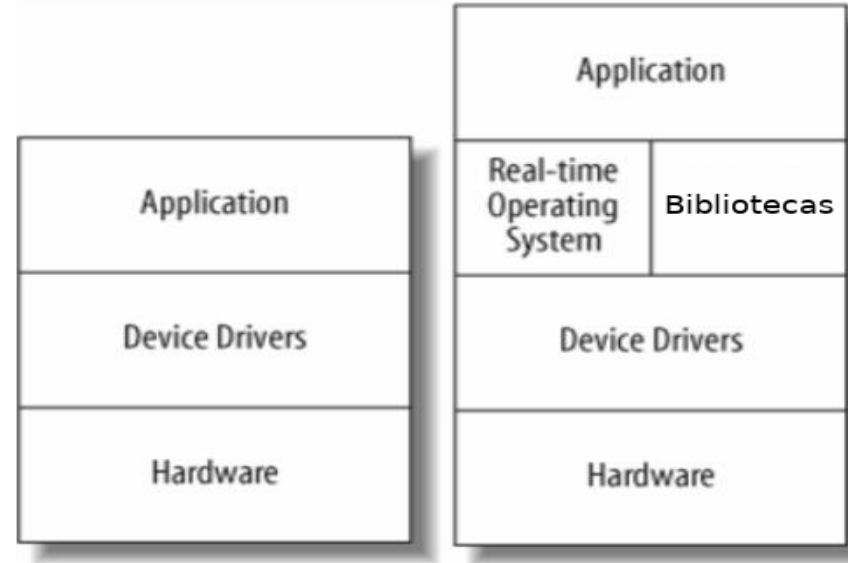 Application
Device Drivers
Hardware
Application
Real-time
Operating
System
Bibliotecas
Device Drivers
Hardware